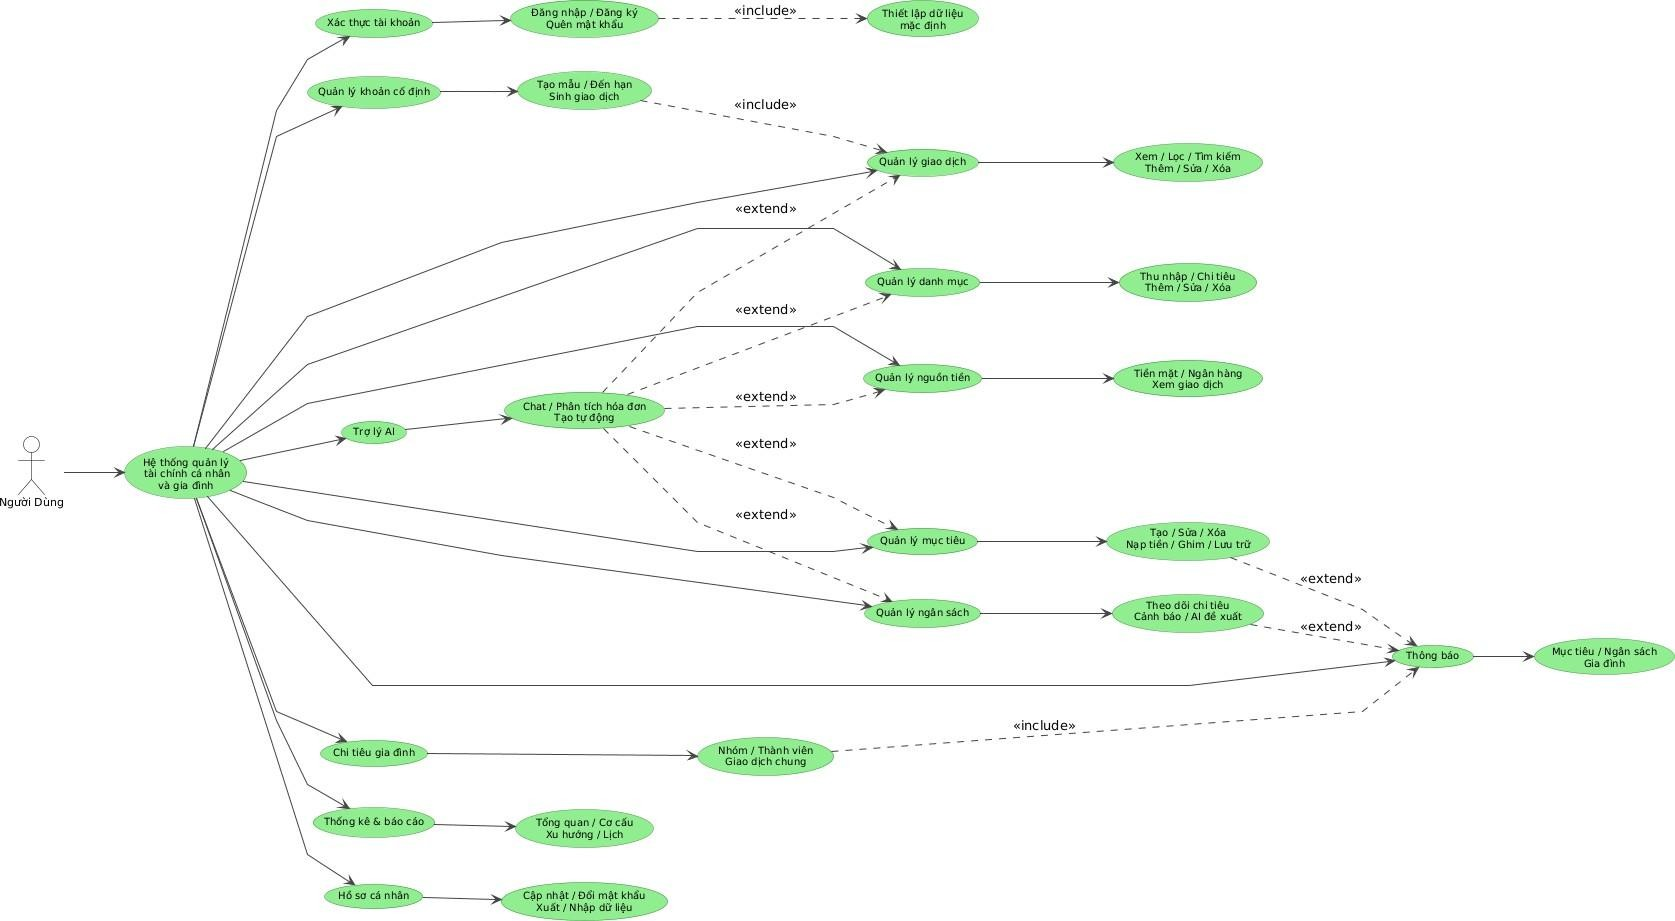 Xác thực tài khoản
Đăng nhập / Đăng ký
Quên mật khẩu
«include»
Thiết lập dữ liệu
mặc định
Quản lý khoản cố định
Tạo mẫu / Đến hạn
Sinh giao dịch
«include»
Quản lý giao dịch
Xem / Lọc / Tìm kiếm
Thêm / Sửa / Xóa
«extend»
Quản lý danh mục
Thu nhập / Chi tiêu
Thêm / Sửa / Xóa
«extend»
Quản lý nguồn tiền
Tiền mặt / Ngân hàng
Xem giao dịch
«extend»
Trợ lý AI
Chat / Phân tích hóa đơn
Tạo tự động
«extend»
Người Dùng
Hệ thống quản lý
tài chính cá nhân
và gia đình
«extend»
Quản lý mục tiêu
Tạo / Sửa / Xóa
Nạp tiền / Ghim / Lưu trữ
«extend»
Quản lý ngân sách
Theo dõi chi tiêu
Cảnh báo / AI đề xuất
«extend»
Thông báo
Mục tiêu / Ngân sách
Gia đình
«include»
Chi tiêu gia đình
Nhóm / Thành viên
Giao dịch chung
Thống kê & báo cáo
Tổng quan / Cơ cấu
Xu hướng / Lịch
Hồ sơ cá nhân
Cập nhật / Đổi mật khẩu
Xuất / Nhập dữ liệu